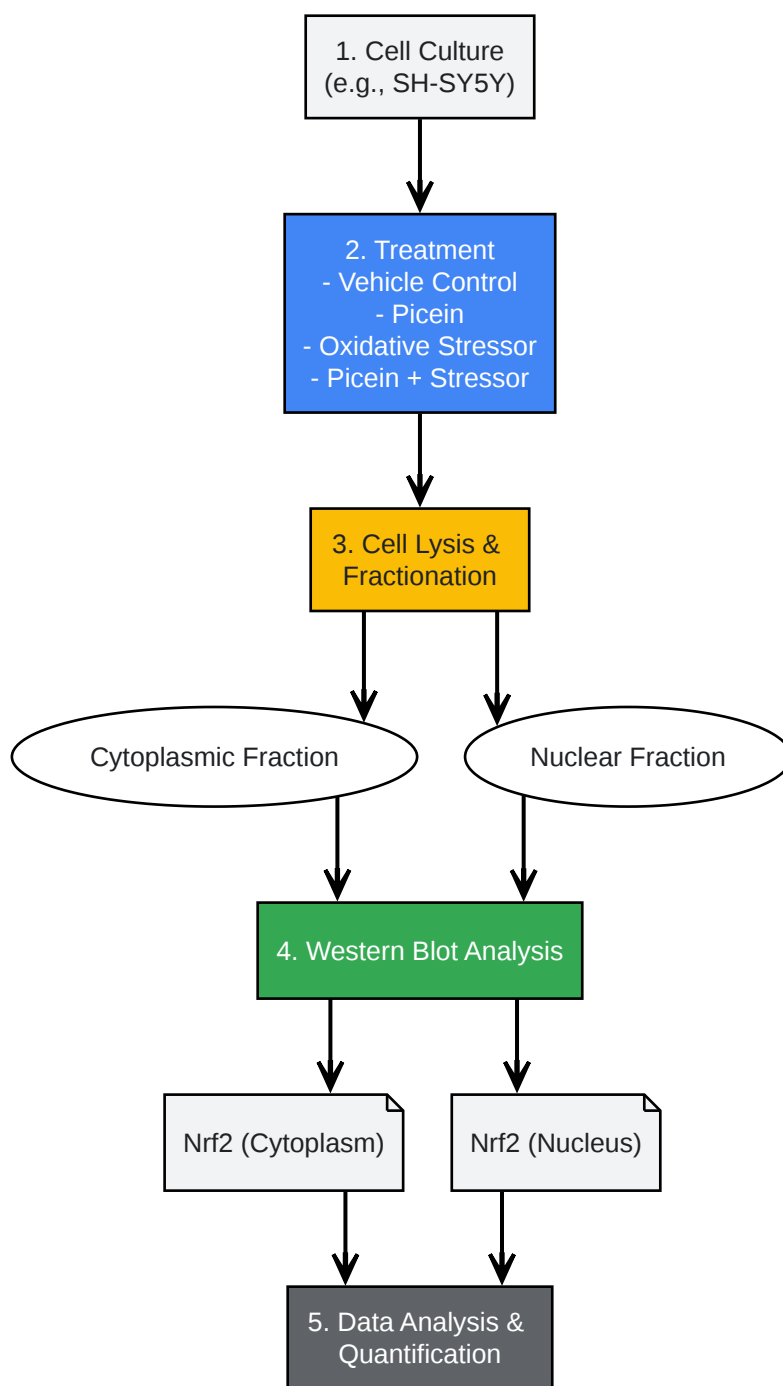 1. Cell Culture
(e.g., SH-SY5Y)
2. Treatment
- Vehicle Control
- Picein
- Oxidative Stressor
- Picein + Stressor
3. Cell Lysis &
Fractionation
Cytoplasmic Fraction
Nuclear Fraction
4. Western Blot Analysis
Nrf2 (Cytoplasm)
Nrf2 (Nucleus)
5. Data Analysis &
Quantification